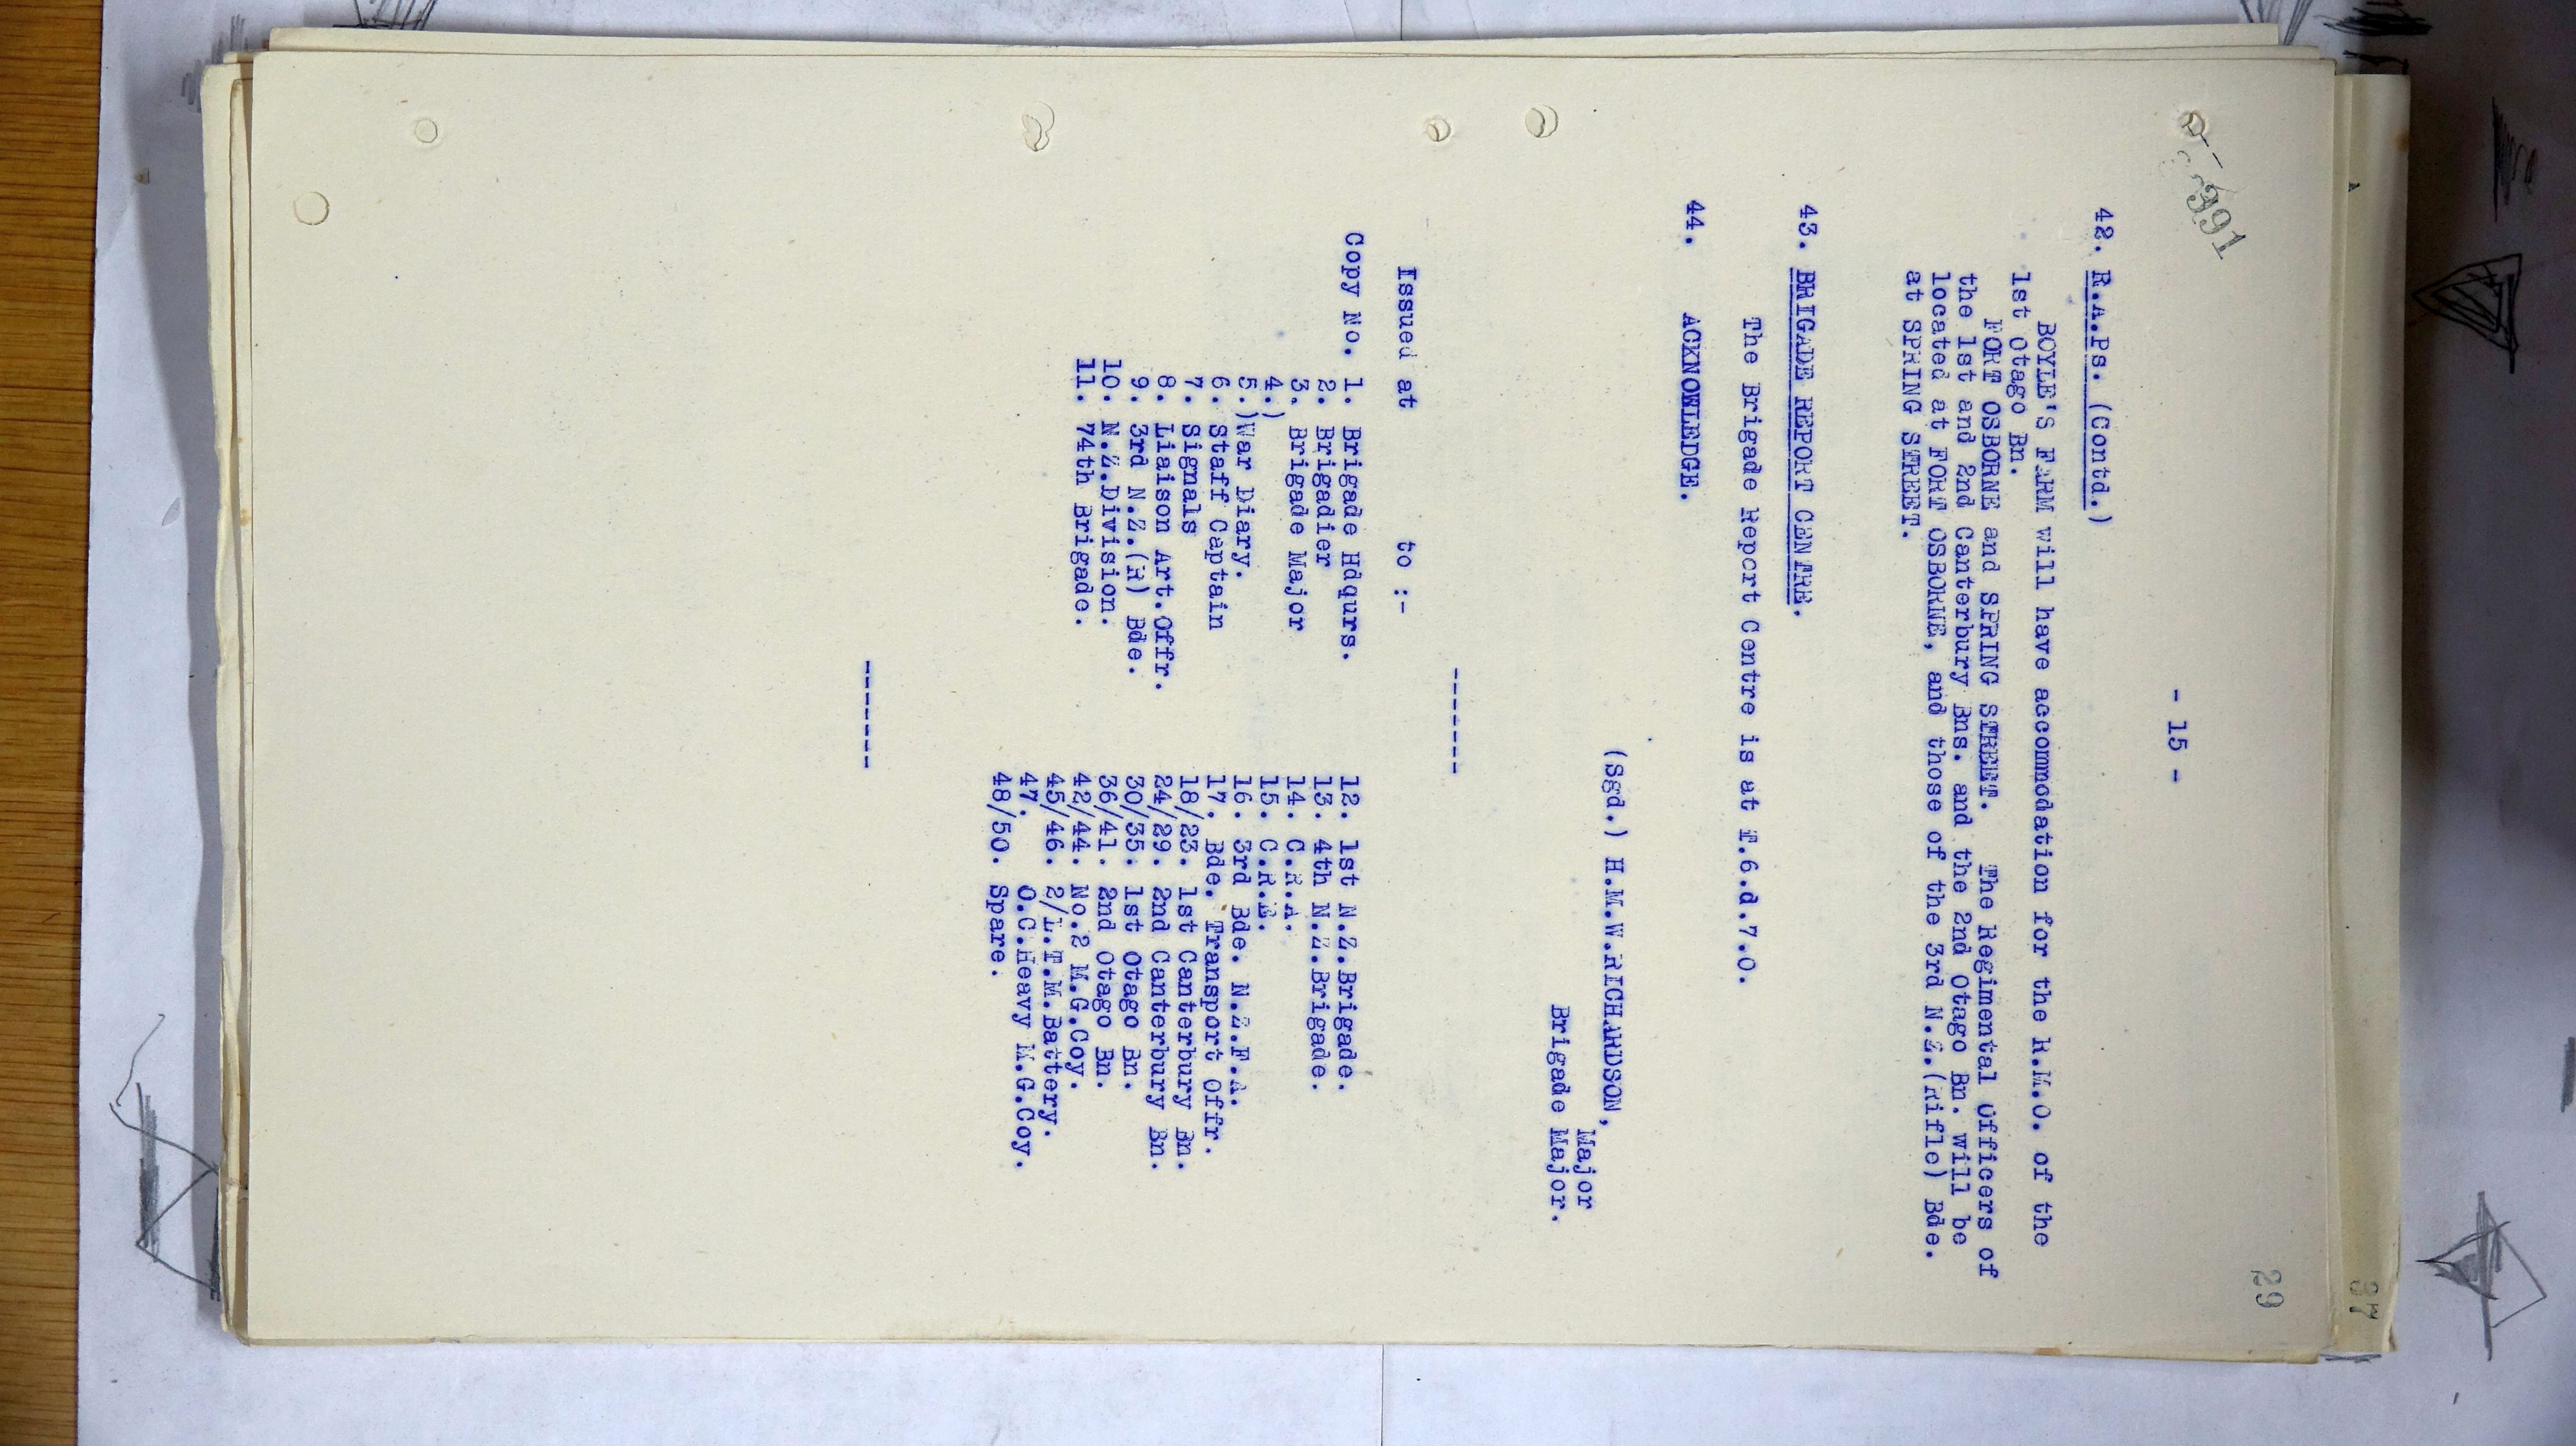 - 15 -
391
29
37
42. R.A.Ps. (Contd.)
BOYLE'S FARM will have accommodation for the R.M.O. of the
1st Otago Bn.
FORT OSBORNE and SPRING STREET. The Regimental Officers of
the 1st and 2nd Canterbury Bns. and the 2nd Otago Bn. will be
located at FORT OSBORNE, and those of the 3rd N.Z.(Rifle) Bde.
at SPRING STREET.
43. BRIGADE REPORT CENTRE.
The Brigade Report Centre is at T.6.d.7.0.
44. ACKNOWLEDGE.
(Sgd.) H.M.W.RICHARDSON,
Major
Brigade Major.
-------
Issued at to :-
Copy No. 1. Brigade Hdqurs.
2. Brigadier
3. Brigade Major
4.)
5.)War Diary.
6. Staff Captain
7. Signals
8. Liaison Art.Offr.
9. 3rd N.Z.(R) Bde.
10. N.Z.Division.
11. 74th Brigade.
12. 1st N.Z.Brigade.
13. 4th N.Z.Brigade.
14. C.R.A.
15. C.R.E.
16. 3rd Bde. N.Z.F.A.
17. Bde. Transport Offr.
18/23. 1st Canterbury Bn.
24/29. 2nd Canterbury Bn.
30/35. 1st Otago Bn.
36/41. 2nd Otago Bn.
42/44. No.2 M.G.Coy.
45/46. 2/L.T.M.Battery.
47. O.C.Heavy M.G.Coy.
48/50. Spare.
-------